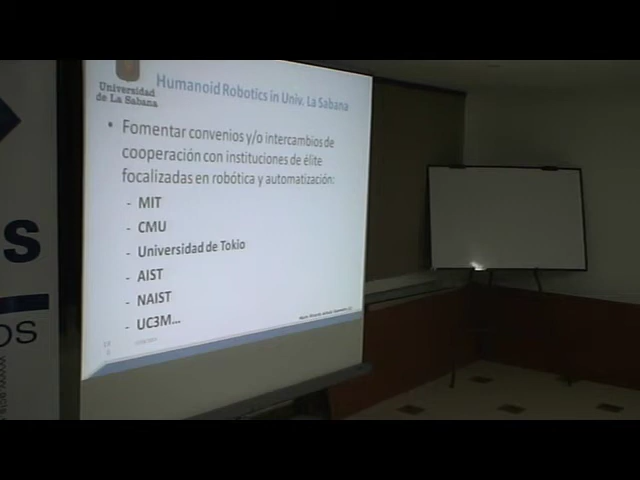 Universidad
de La Sabana
Humanoid Robotics in Univ. La Sabana
• Fomentar convenios y/o intercambios de
cooperación con instituciones de élite
focalizadas en robótica y automatización:
- MIT
- CMU
- Universidad de Tokio
- AIST
- NAIST
- UC3M...
s
OS